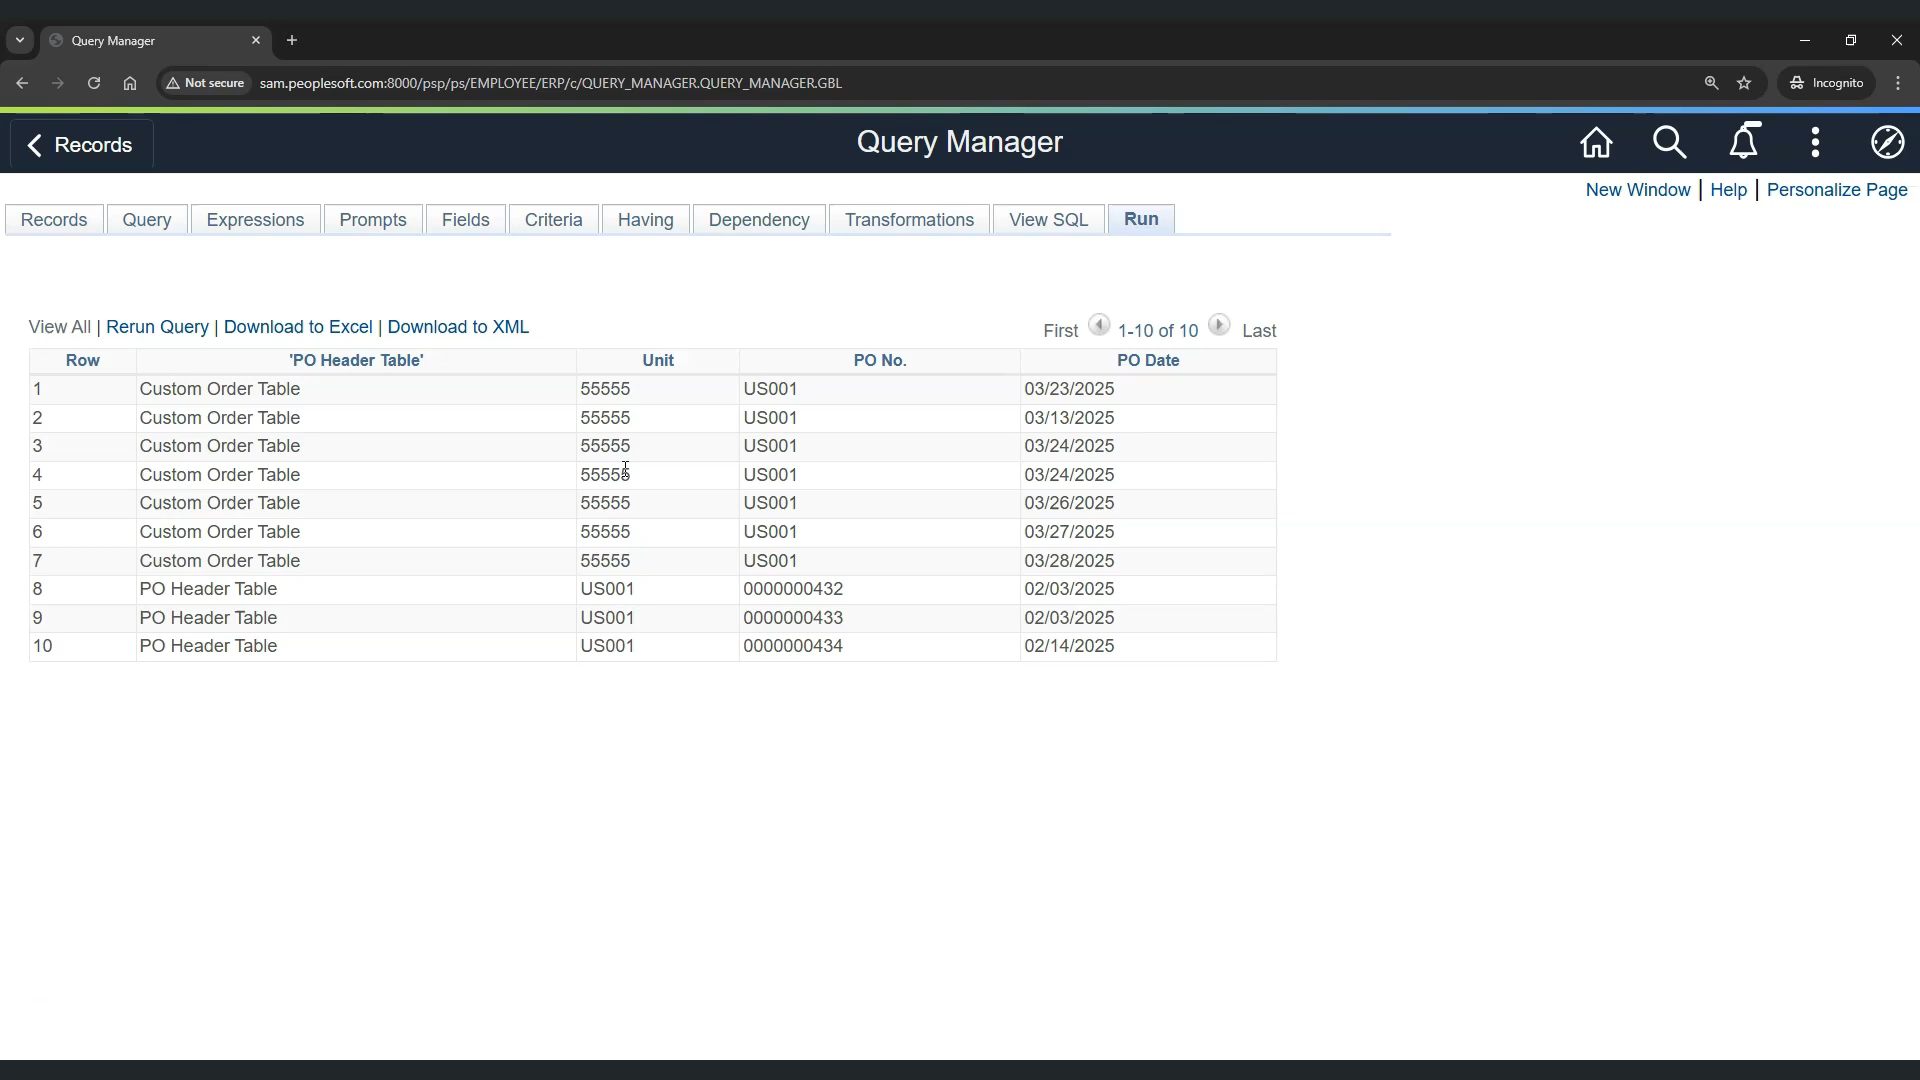 Query Manager
Not secure sam.peoplesoft.com:8000/psp/ps/EMPLOYEE/ERP/c/QUERY_MANAGER.QUERY_MANAGER.GBL Incognito
Records Query Manager
New Window | Help | Personalize Page
Records Query Expressions Prompts Fields Criteria Having Dependency Transformations View SQL Run
View All | Rerun Query | Download to Excel | Download to XML First 1-10 of 10 Last
Row 'PO Header Table' Unit PO No. PO Date
1 Custom Order Table 55555 US001 03/23/2025
2 Custom Order Table 55555 US001 03/13/2025
3 Custom Order Table 55555 US001 03/24/2025
4 Custom Order Table 55555 US001 03/24/2025
5 Custom Order Table 55555 US001 03/26/2025
6 Custom Order Table 55555 US001 03/27/2025
7 Custom Order Table 55555 US001 03/28/2025
8 PO Header Table US001 0000000432 02/03/2025
9 PO Header Table US001 0000000433 02/03/2025
10 PO Header Table US001 0000000434 02/14/2025